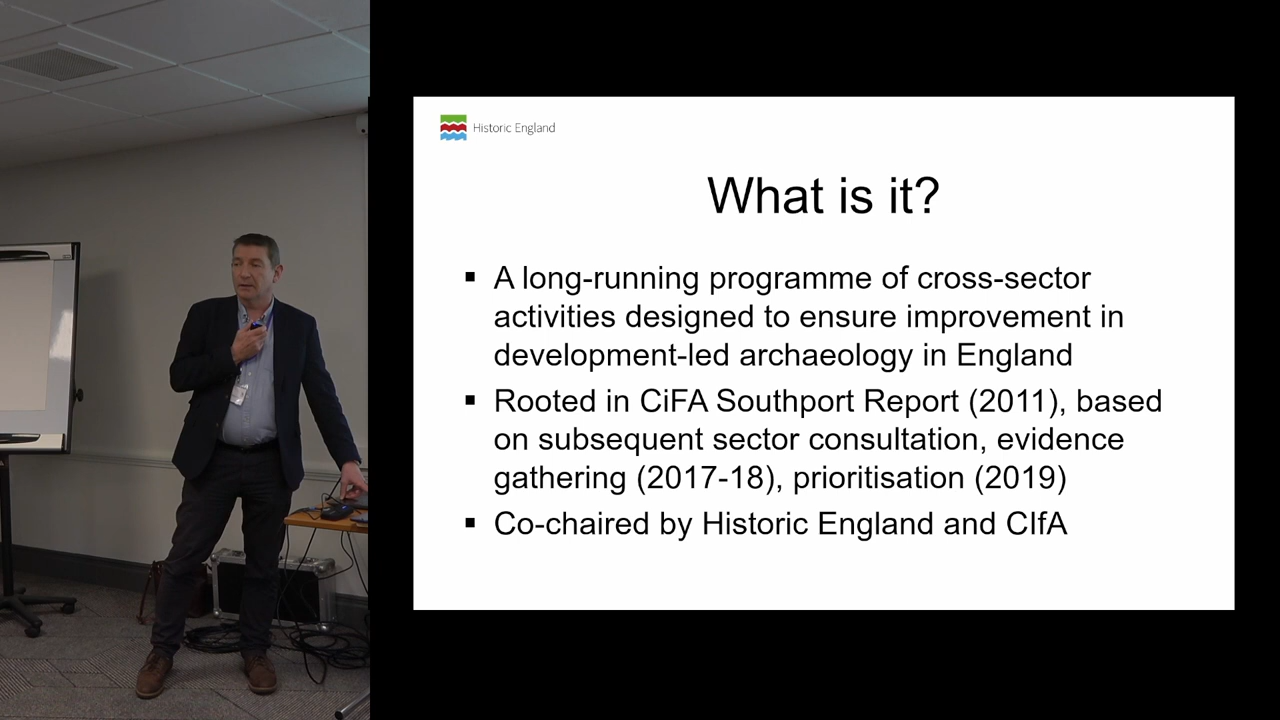 Historic England
What is it?
▪ A long-running programme of cross-sector
activities designed to ensure improvement in
development-led archaeology in England
▪ Rooted in CiFA Southport Report (2011), based
on subsequent sector consultation, evidence
gathering (2017-18), prioritisation (2019)
▪ Co-chaired by Historic England and CIfA